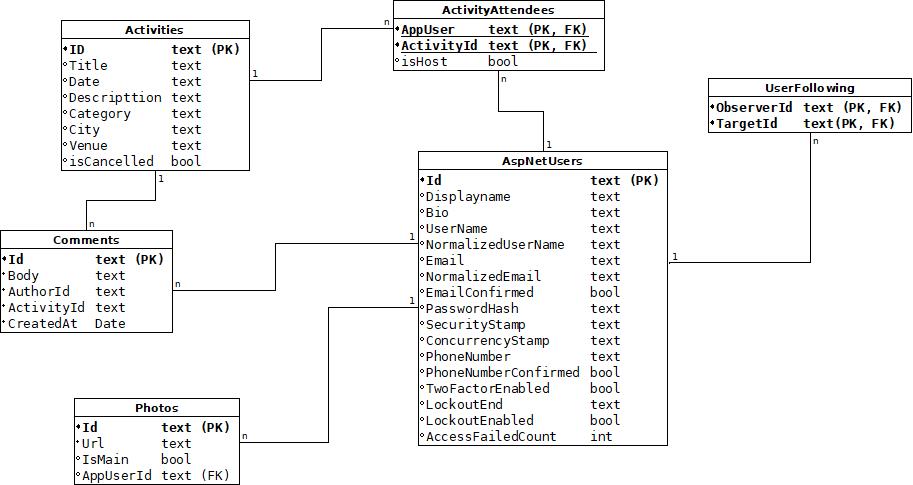 ActivityAttendees
AppUser text (PK, FK)
ActivityId text (PK, FK)
isHost bool
n
n
Activities
ID text (PK)
Title text
Date text
Descripttion text
Category text
City text
Venue text
isCancelled bool
1
1
UserFollowing
ObserverId text (PK, FK)
TargetId text(PK, FK)
n
1
AspNetUsers
Id text (PK)
Displayname text
Bio text
UserName text
NormalizedUserName text
Email text
NormalizedEmail text
EmailConfirmed bool
PasswordHash text
SecurityStamp text
ConcurrencyStamp text
PhoneNumber text
PhoneNumberConfirmed bool
TwoFactorEnabled bool
LockoutEnd text
LockoutEnabled bool
AccessFailedCount int
1
1
1
n
Comments
Id text (PK)
Body text
AuthorId text
ActivityId text
CreatedAt Date
n
Photos
Id text (PK)
Url text
IsMain bool
AppUserId text (FK)
n